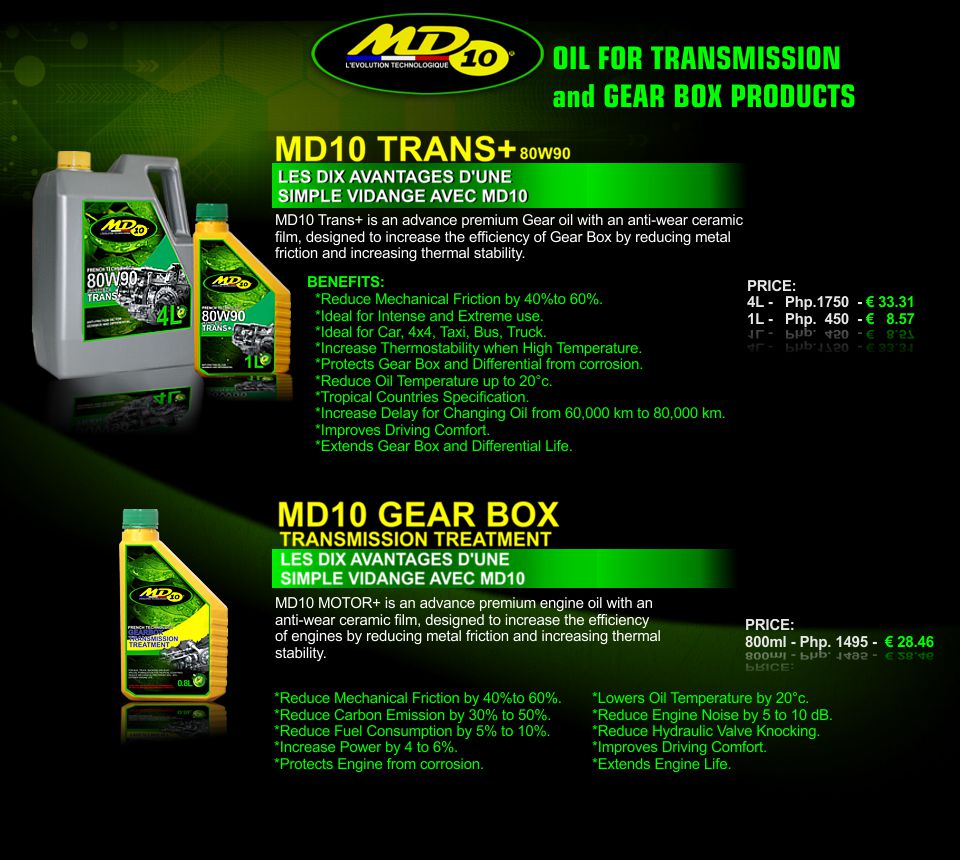 MD10
L'EVOLUTION TECHNOLOGIQUE
OIL FOR TRANSMISSION
and GEAR BOX PRODUCTS
MD10 TRANS+ 80W90
LES DIX AVANTAGES D'UNE
SIMPLE VIDANGE AVEC MD10
MD10 Trans+ is an advance premium Gear oil with an anti-wear ceramic
film, designed to increase the efficiency of Gear Box by reducing metal
friction and increasing thermal stability.
BENEFITS:
*Reduce Mechanical Friction by 40%to 60%.
*Ideal for Intense and Extreme use.
*Ideal for Car, 4x4, Taxi, Bus, Truck.
*Increase Thermostability when High Temperature.
*Protects Gear Box and Differential from corrosion.
*Reduce Oil Temperature up to 20°c.
*Tropical Countries Specification.
*Increase Delay for Changing Oil from 60,000 km to 80,000 km.
*Improves Driving Comfort.
*Extends Gear Box and Differential Life.
PRICE:
4L - Php.1750 - € 33.31
1L - Php. 450 - € 8.57
MD10
80W90
TRANS+
4L
MD10
80W90
TRANS+
1L
MD10 GEAR BOX
TRANSMISSION TREATMENT
LES DIX AVANTAGES D'UNE
SIMPLE VIDANGE AVEC MD10
MD10 MOTOR+ is an advance premium engine oil with an
anti-wear ceramic film, designed to increase the efficiency
of engines by reducing metal friction and increasing thermal
stability.
PRICE:
800ml - Php. 1495 - € 28.46
*Reduce Mechanical Friction by 40%to 60%.
*Reduce Carbon Emission by 30% to 50%.
*Reduce Fuel Consumption by 5% to 10%.
*Increase Power by 4 to 6%.
*Protects Engine from corrosion.
*Lowers Oil Temperature by 20°c.
*Reduce Engine Noise by 5 to 10 dB.
*Reduce Hydraulic Valve Knocking.
*Improves Driving Comfort.
*Extends Engine Life.
MD10
GEARBOX
TRANSMISSION
TREATMENT
0.8L